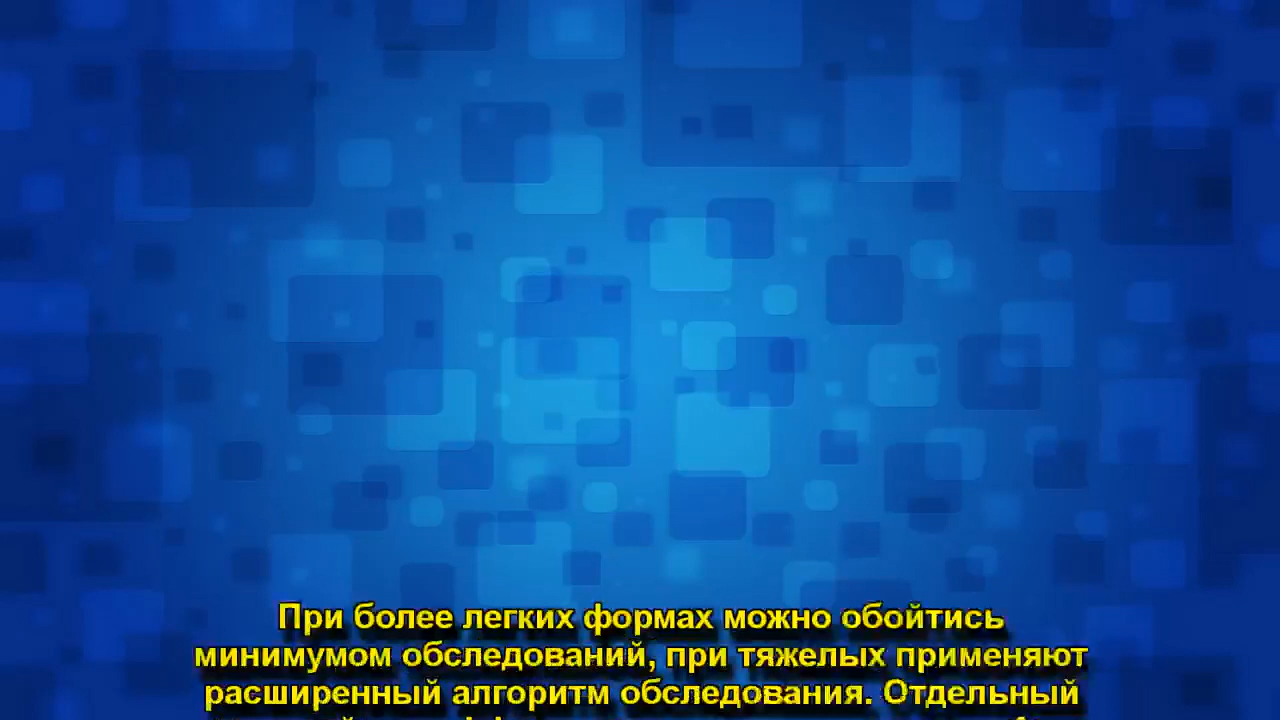 При более легких формах можно обойтись
минимумом обследований, при тяжелых применяют
расширенный алгоритм обследования. Отдельный